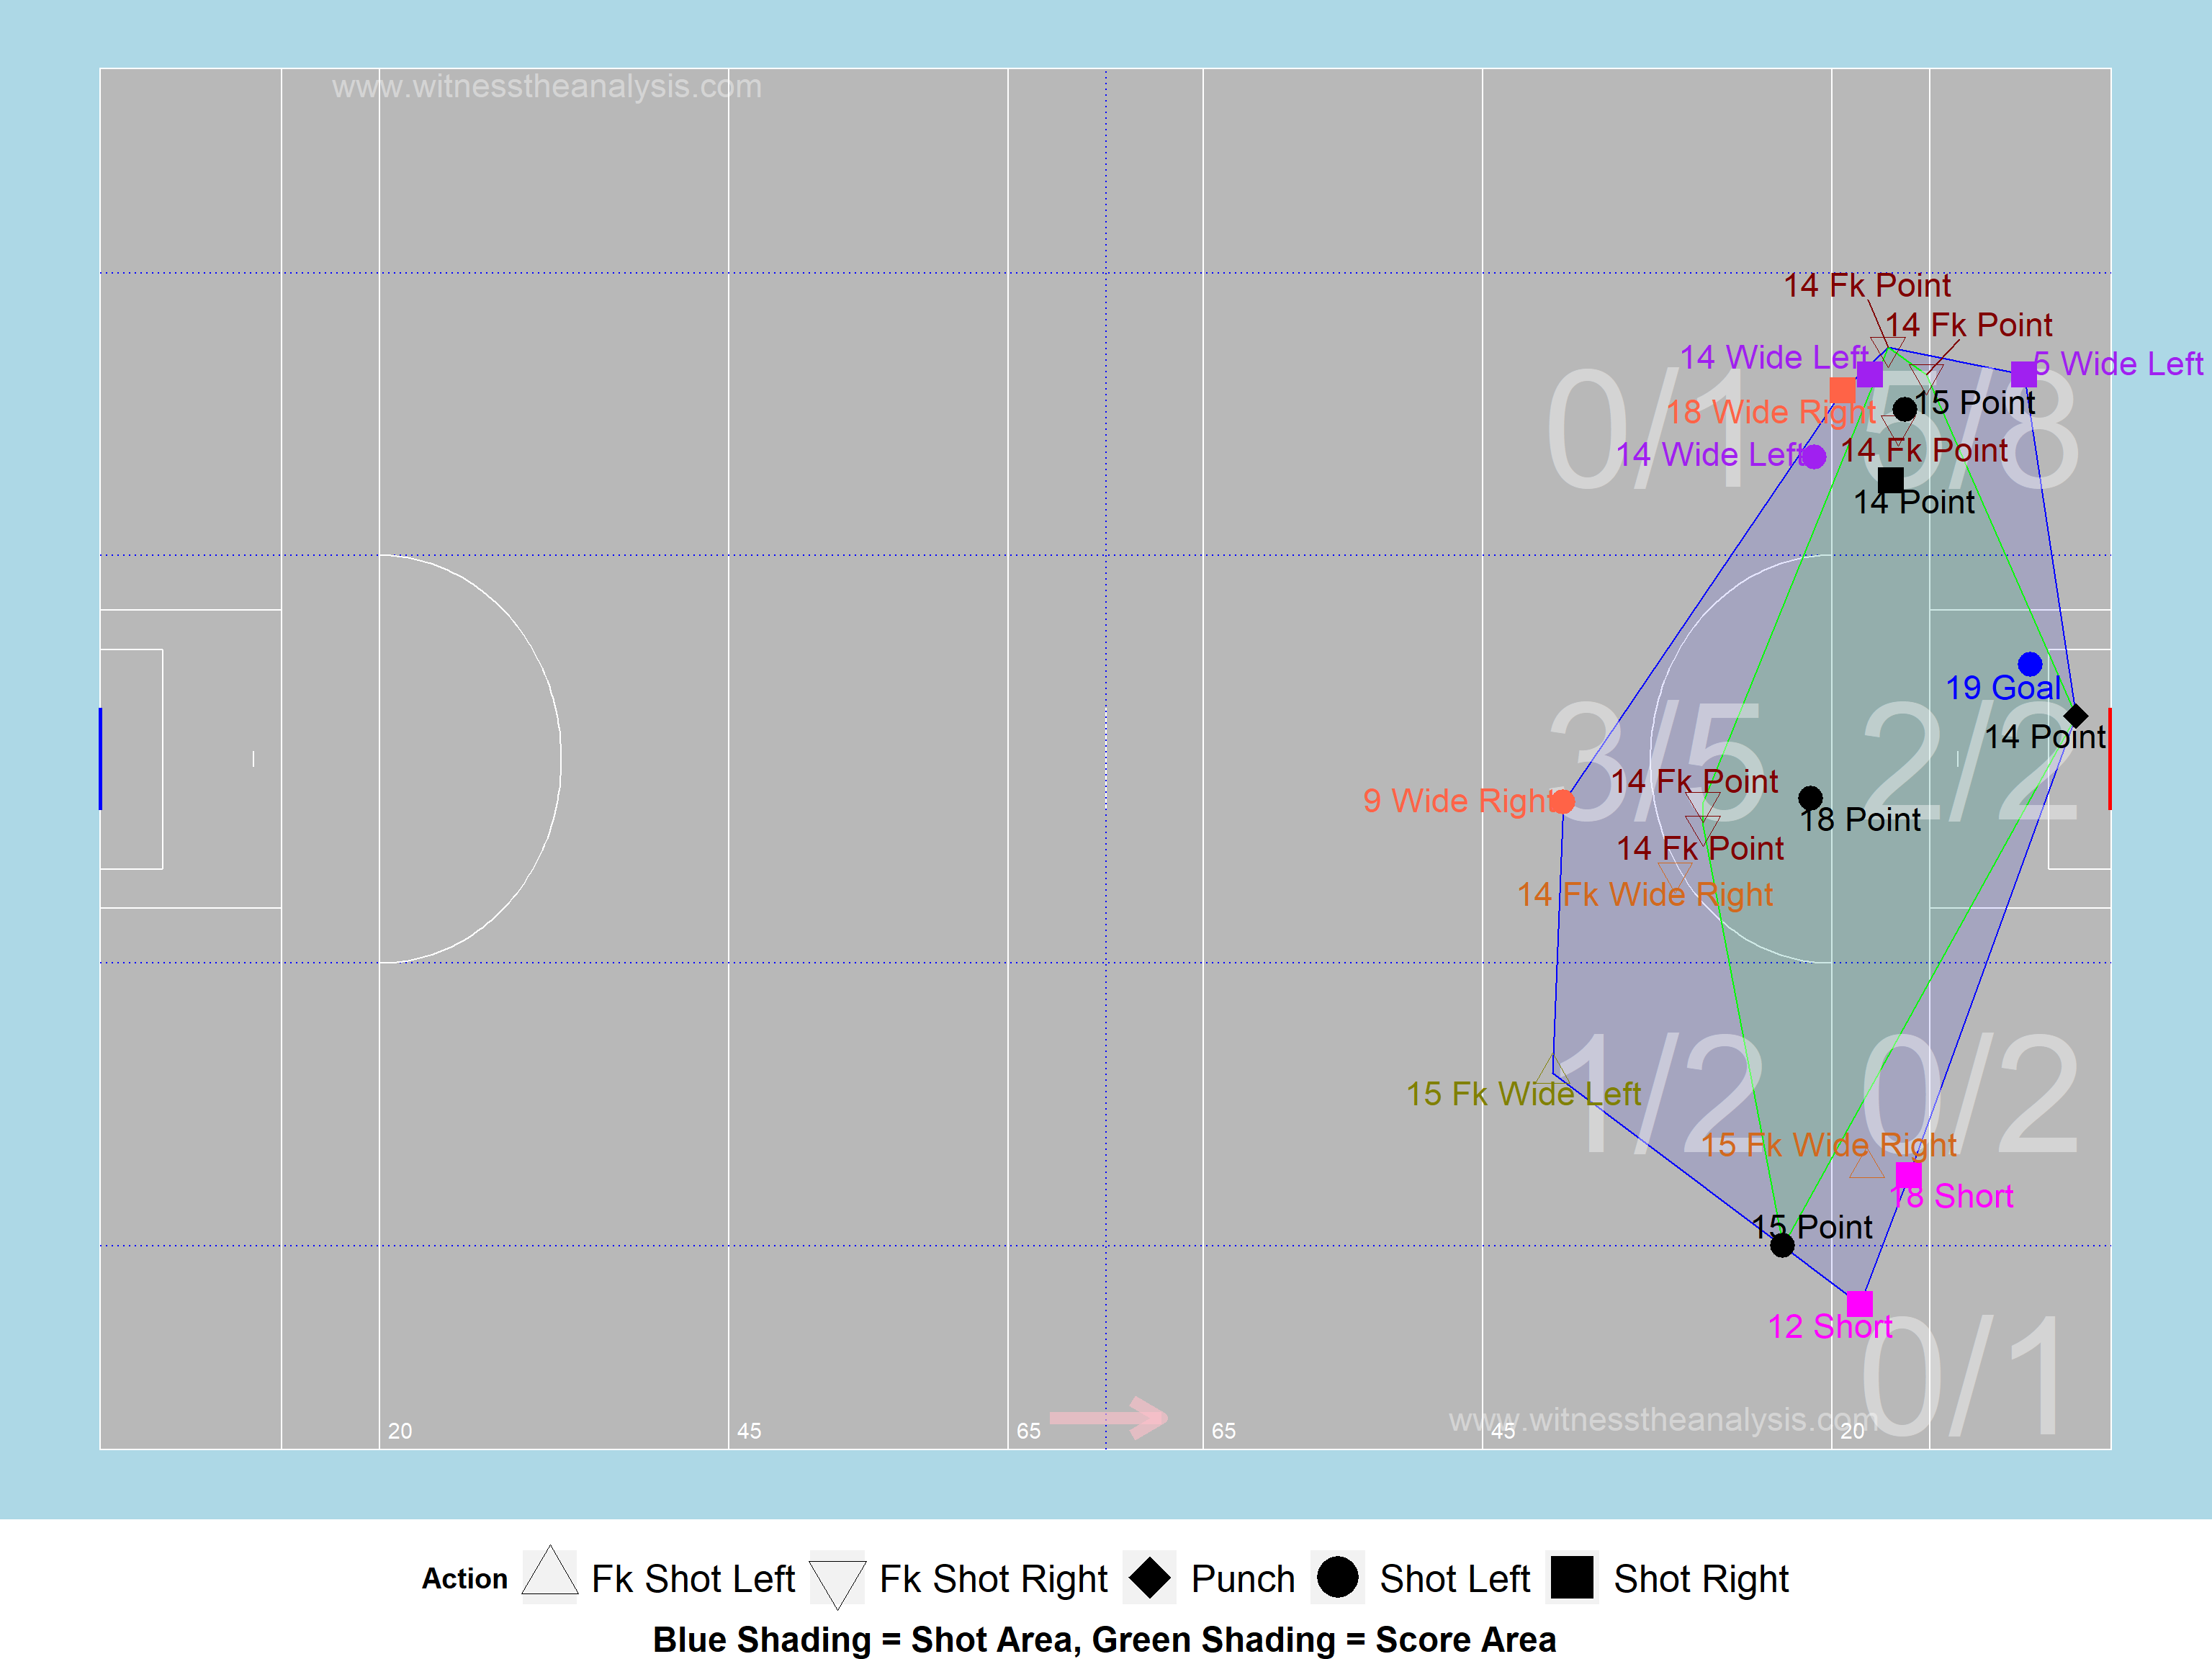 www.witnesstheanalysis.com
14 Fk Point
14 Fk Point
14 Wide Left
5 Wide Left
15 Point
18 Wide Right
0/1
5/8
14 Fk Point
14 Wide Left
14 Point
19 Goal
14 Point
3/5
2/2
14 Fk Point
9 Wide Right
18 Point
14 Fk Point
14 Fk Wide Right
1/2
0/2
15 Fk Wide Left
15 Fk Wide Right
18 Short
15 Point
12 Short
0/1
www.witnesstheanalysis.com
20
45
65
65
45
20
Action
Fk Shot Left
Fk Shot Right
Punch
Shot Left
Shot Right
Blue Shading = Shot Area, Green Shading = Score Area